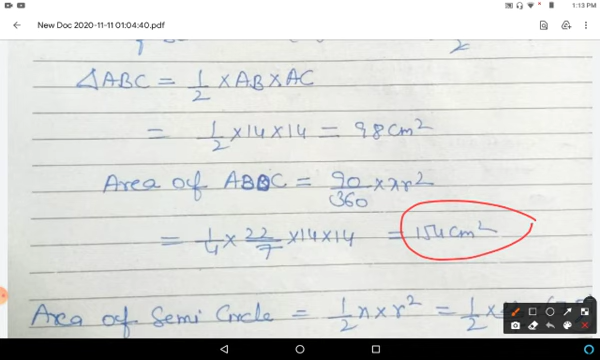 1:13 PM
New Doc 2020-11-11 01:04:40.pdf
2
△ABC = 1/2 × AB × AC
= 1/2 × 14 × 14 = 98 cm²
Area of ABDC = 90/360 × πr²
= 1/4 × 22/7 × 14 × 14 = 154 cm²
Area of Semi Circle = 1/2 π × r² = 1/2 ×